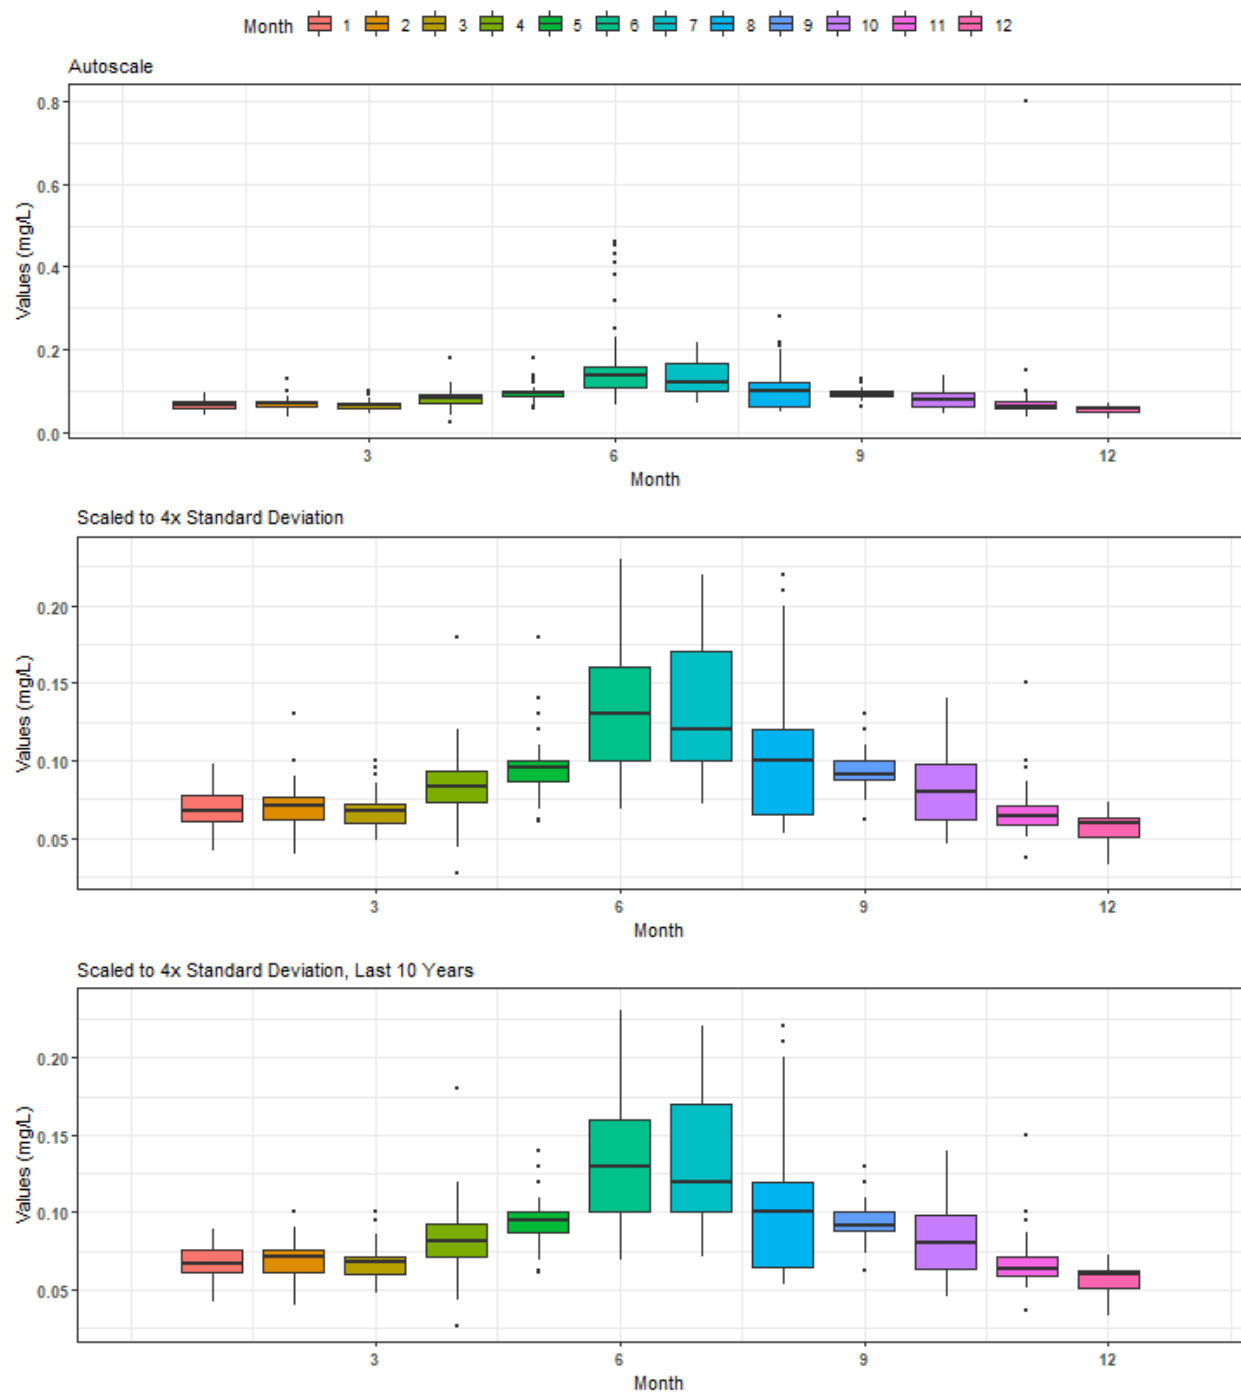 Month 1 2 3 4 5 6 7 8 9 10 11 12
Autoscale
Values (mg/L)
0.8
0.6
0.4
0.2
0.0
3 6 9 12
Month
Scaled to 4x Standard Deviation
Values (mg/L)
0.20
0.15
0.10
0.05
3 6 9 12
Month
Scaled to 4x Standard Deviation, Last 10 Years
Values (mg/L)
0.20
0.15
0.10
0.05
3 6 9 12
Month